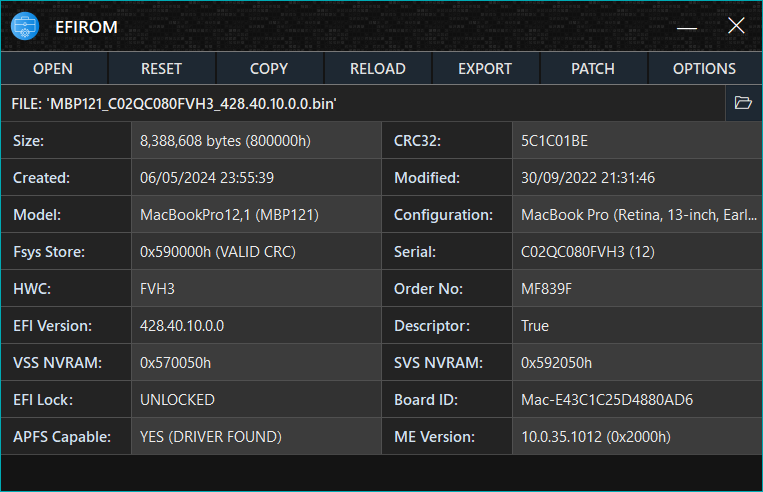 EFIROM
OPEN RESET COPY RELOAD EXPORT PATCH OPTIONS
FILE: 'MBP121_C02QC080FVH3_428.40.10.0.0.bin'
Size: 8,388,608 bytes (800000h) CRC32: 5C1C01BE
Created: 06/05/2024 23:55:39 Modified: 30/09/2022 21:31:46
Model: MacBookPro12,1 (MBP121) Configuration: MacBook Pro (Retina, 13-inch, Earl...
Fsys Store: 0x590000h (VALID CRC) Serial: C02QC080FVH3 (12)
HWC: FVH3 Order No: MF839F
EFI Version: 428.40.10.0.0 Descriptor: True
VSS NVRAM: 0x570050h SVS NVRAM: 0x592050h
EFI Lock: UNLOCKED Board ID: Mac-E43C1C25D4880AD6
APFS Capable: YES (DRIVER FOUND) ME Version: 10.0.35.1012 (0x2000h)